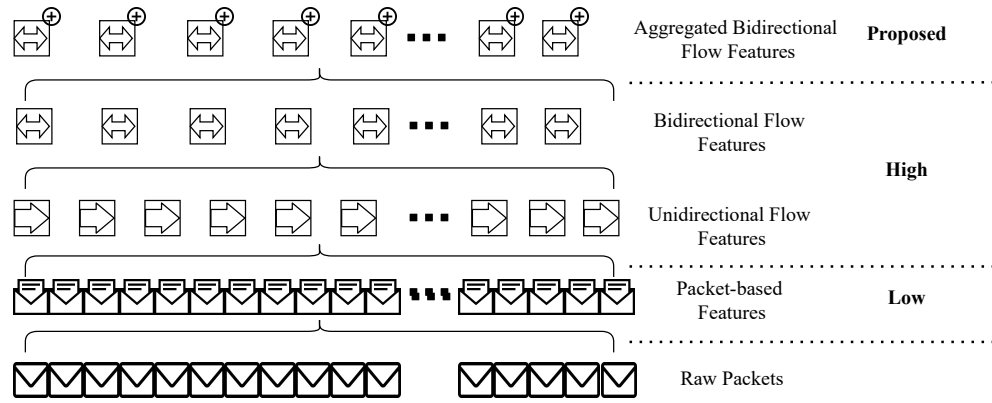 Aggregated Bidirectional
Flow Features
Proposed
Bidirectional Flow
Features
High
Unidirectional Flow
Features
Packet-based
Features
Low
Raw Packets